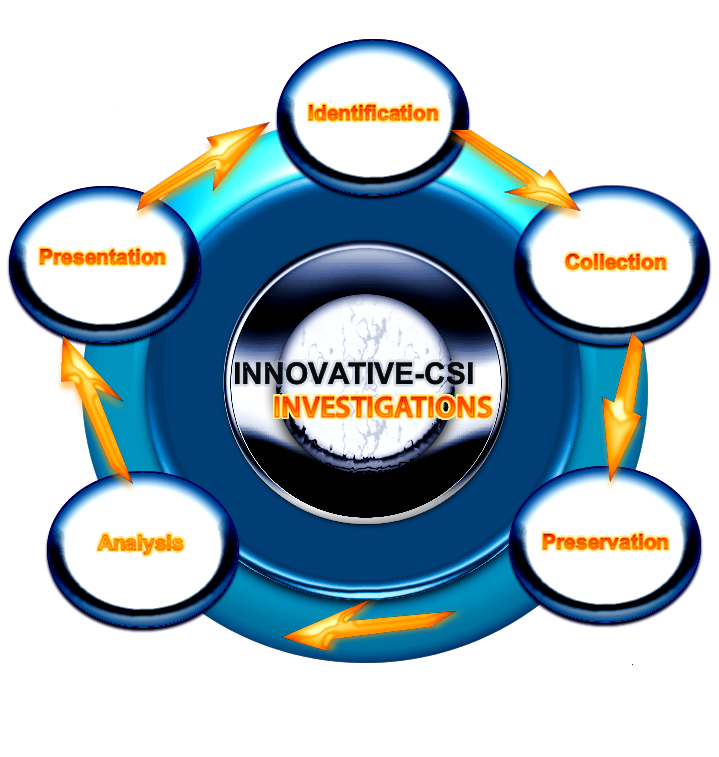 Identification
Presentation
Collection
INNOVATIVE-CSI
INVESTIGATIONS
Analysis
Preservation